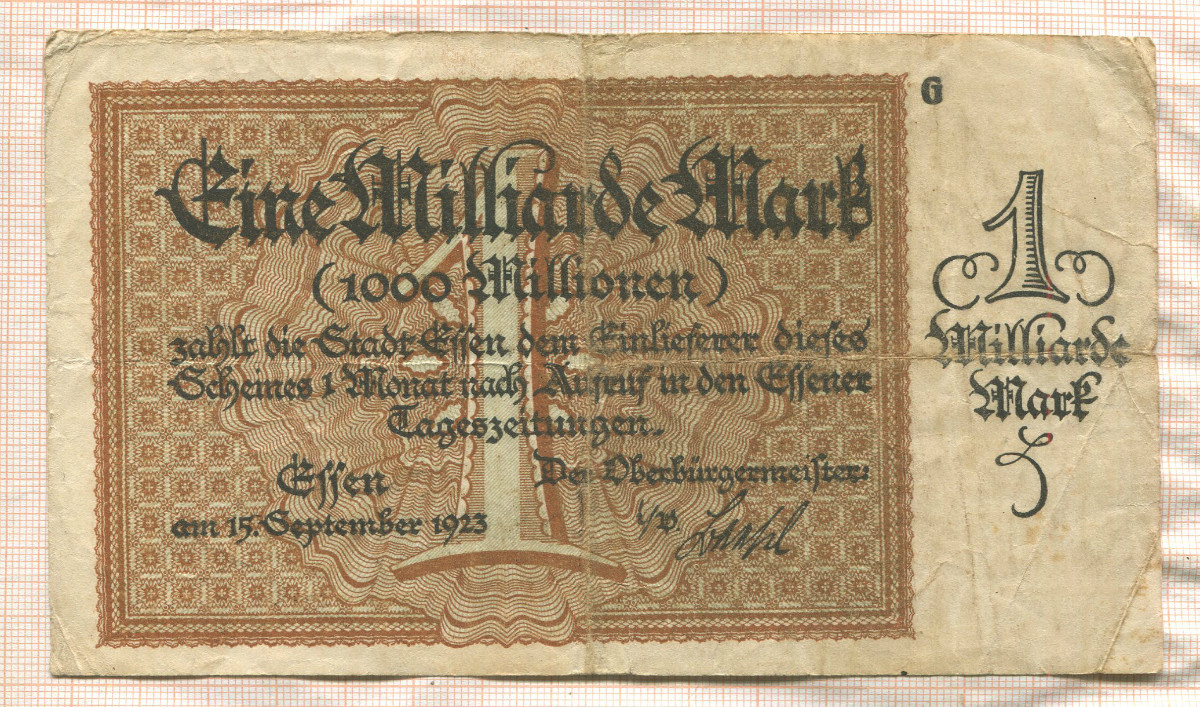 G
Eine Milliarde Mark
(1000 Millionen)
zahlt die Stadt Essen dem Einlieferer dieses
Scheines 1 Monat nach Aufruf in den Essener
Tageszeitungen.
Essen
am 15. September 1923
Der Oberbürgermeister:
i/v
1
Milliarde
Mark